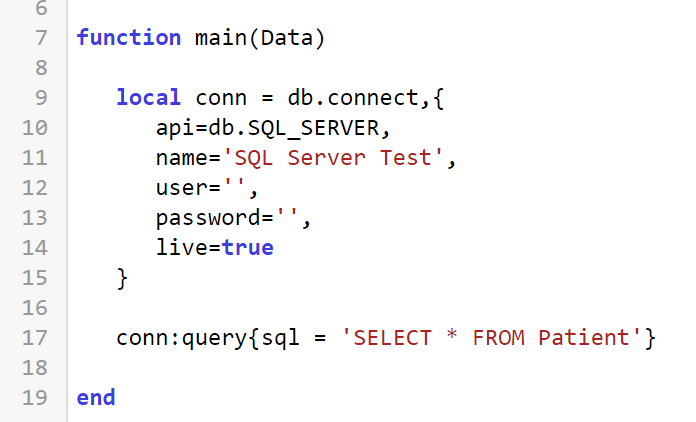 6
7 function main(Data)
8
9 local conn = db.connect,{
10 api=db.SQL_SERVER,
11 name='SQL Server Test',
12 user='',
13 password='',
14 live=true
15 }
16
17 conn:query{sql = 'SELECT * FROM Patient'}
18
19 end